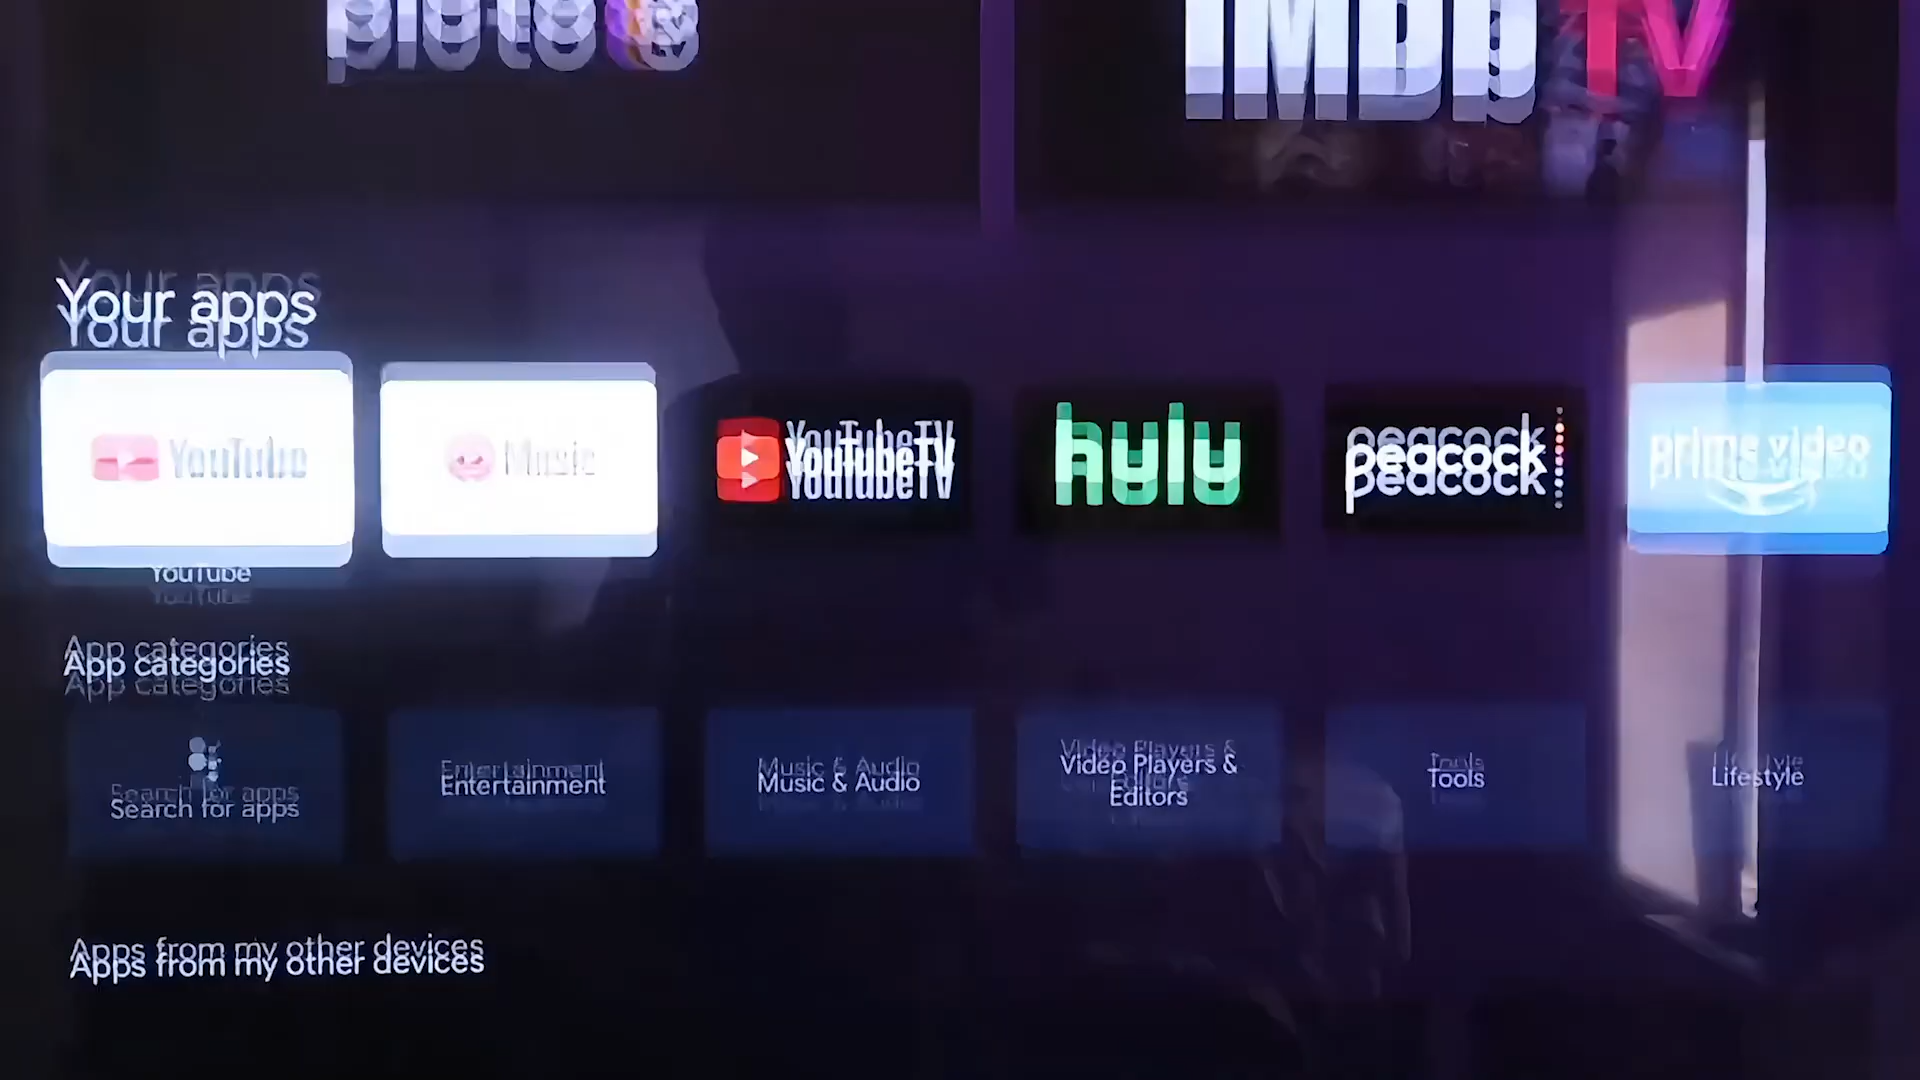 pluto tv
IMDb TV
Your apps
YouTube
Music
YouTubeTV
hulu
peacock
prime video
YouTube
App categories
Search for apps
Entertainment
Music & Audio
Video Players &
Editors
Tools
Lifestyle
Apps from my other devices